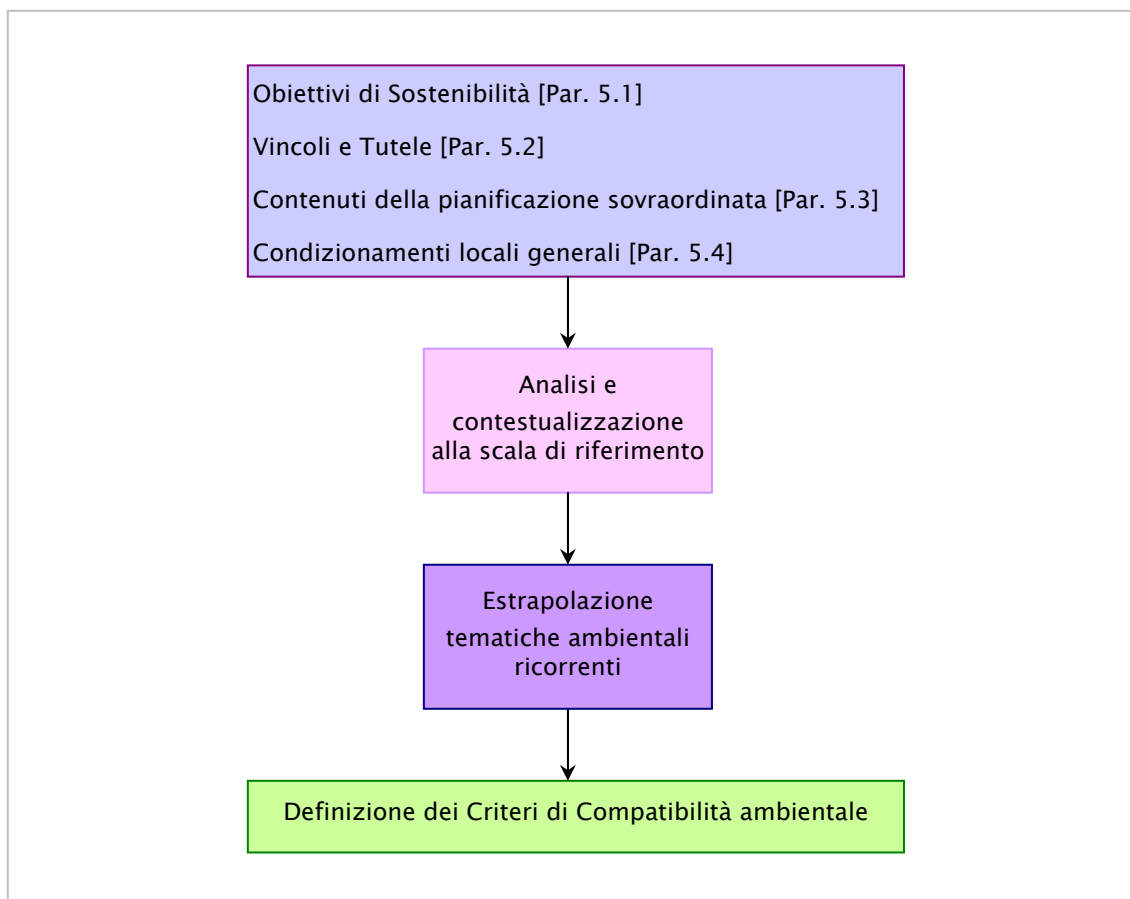 Obiettivi di Sostenibilità [Par. 5.1]
Vincoli e Tutele [Par. 5.2]
Contenuti della pianificazione sovraordinata [Par. 5.3]
Condizionamenti locali generali [Par. 5.4]
Analisi e
contestualizzazione
alla scala di riferimento
Estrapolazione
tematiche ambientali
ricorrenti
Definizione dei Criteri di Compatibilità ambientale